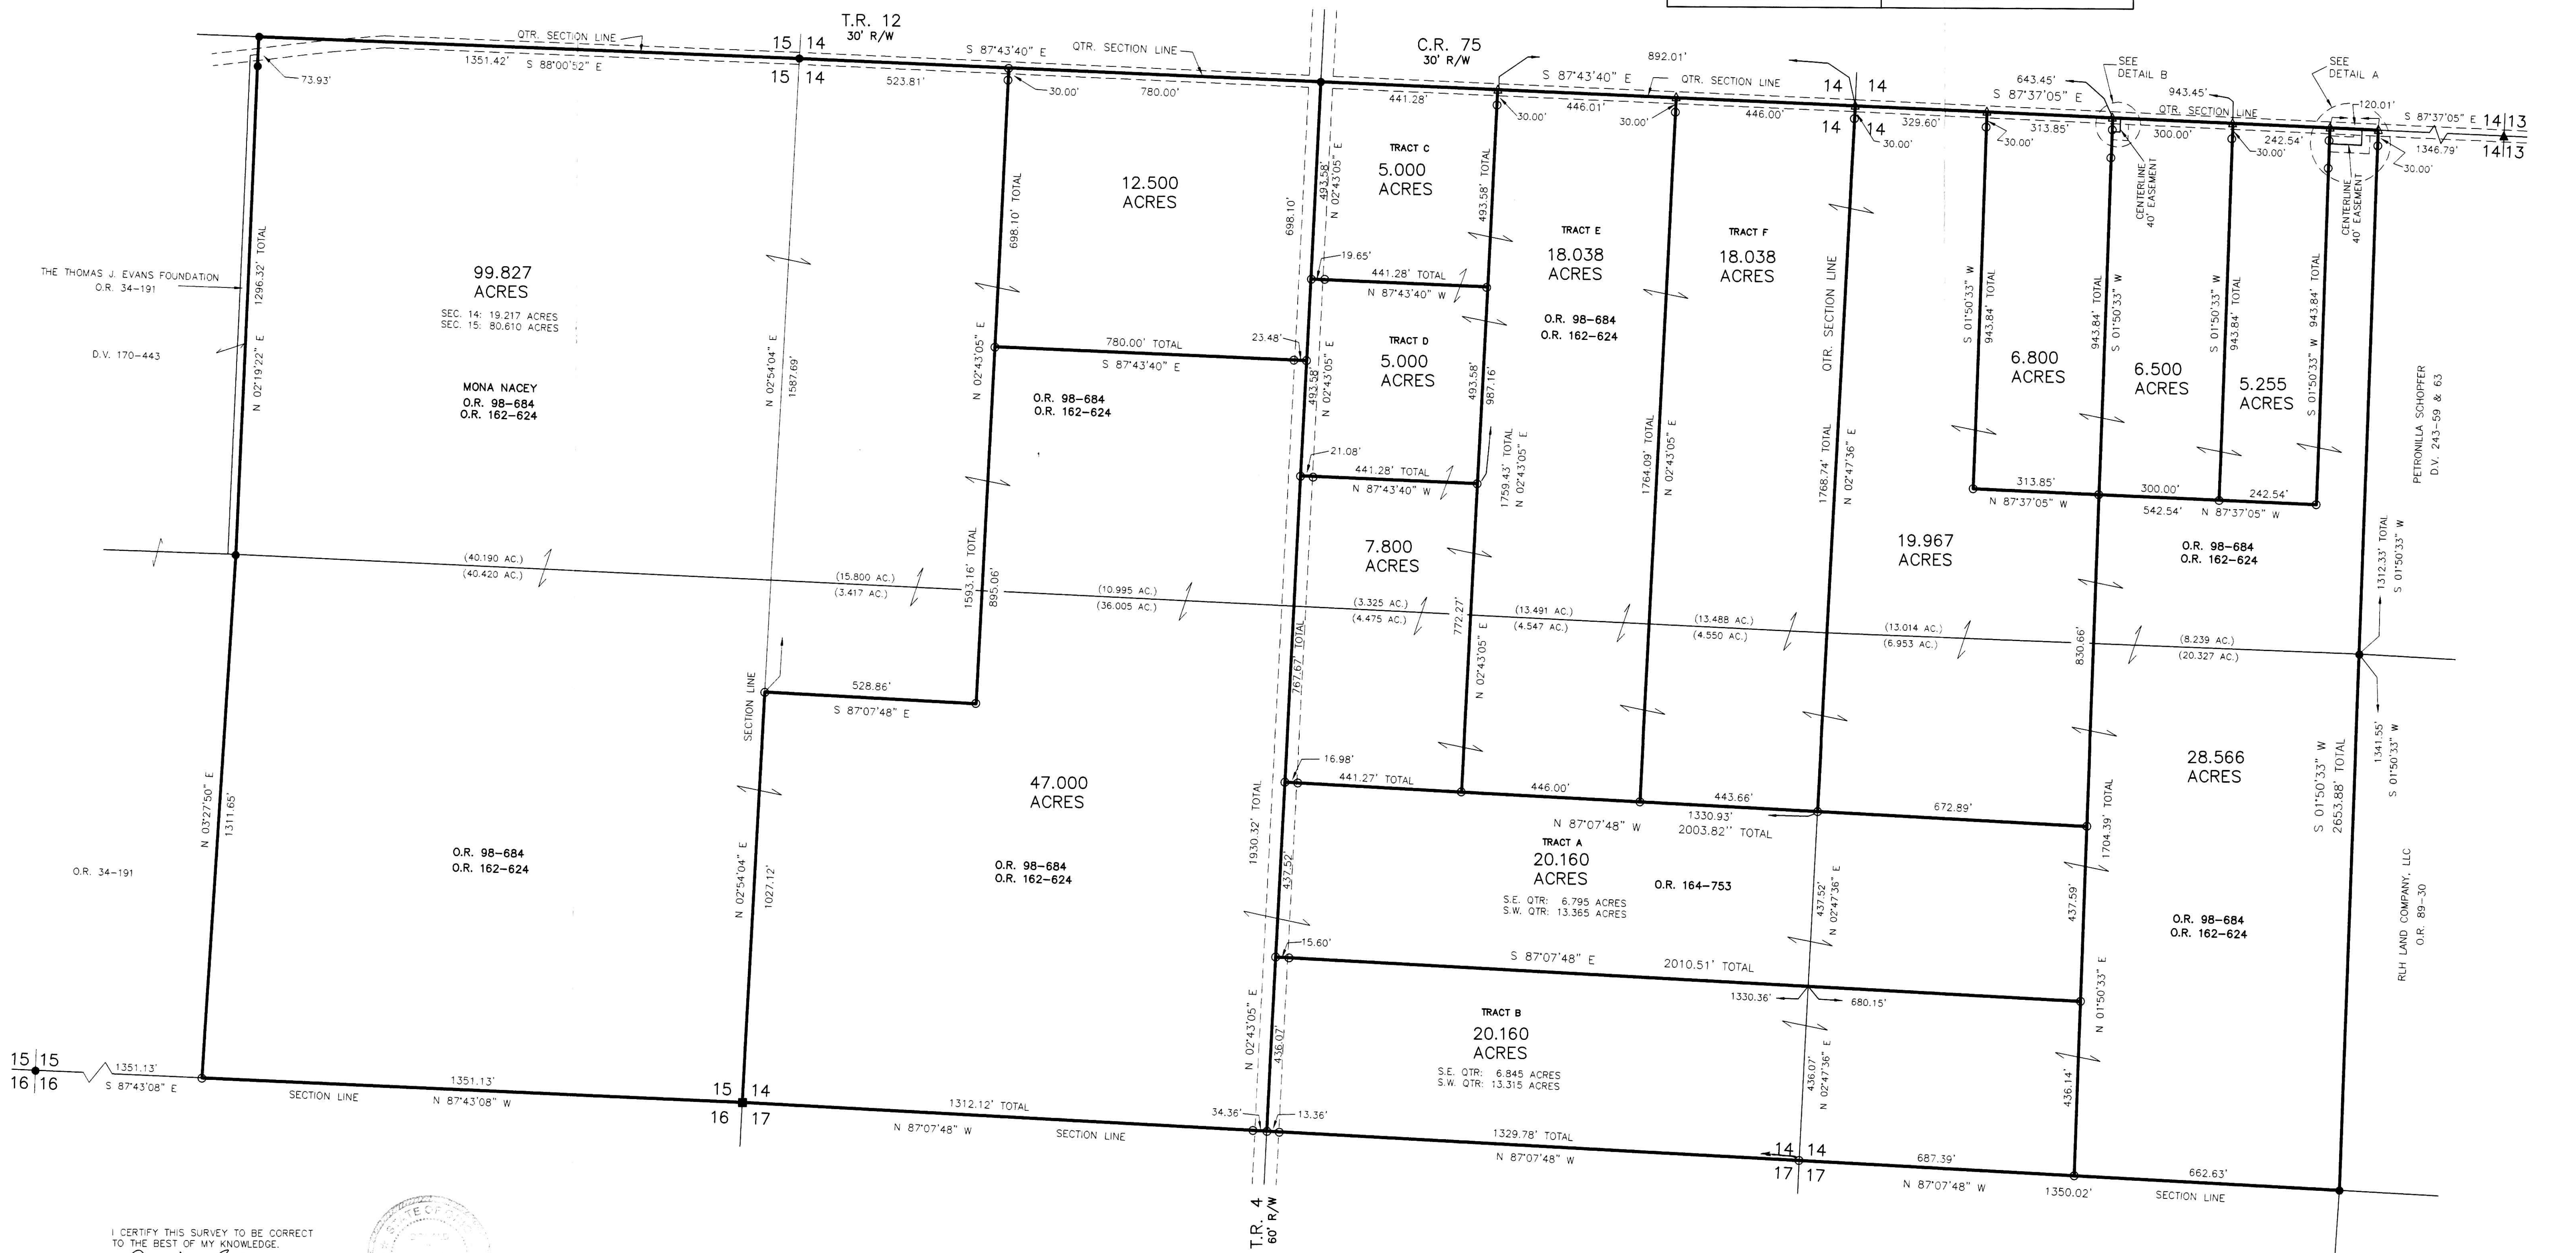 T.R. 12
30' R/W
QTR. SECTION LINE
1351.42'
S 88°00'52" E
73.93'
15 14
15 14
S 87°43'40" E
QTR. SECTION LINE
523.81'
30.00'
780.00'
C.R. 75
30' R/W
892.01'
S 87°43'40" E
QTR. SECTION LINE
441.28'
30.00'
446.01'
30.00'
446.00'
14 14
14 14
30.00'
643.45'
S 87°37'05" E
SEE
DETAIL B
943.45'
QTR. SECTION LINE
329.60'
30.00'
313.85'
300.00'
30.00'
242.54'
SEE
DETAIL A
120.01'
S 87°37'05" E
14 13
14 13
1346.79'
30.00'
CENTERLINE
40' EASEMENT
CENTERLINE
40' EASEMENT
THE THOMAS J. EVANS FOUNDATION
O.R. 34-191
D.V. 170-443
N 02°19'22" E
1296.32' TOTAL
99.827
ACRES
SEC. 14: 19.217 ACRES
SEC. 15: 80.610 ACRES
MONA NACEY
O.R. 98-684
O.R. 162-624
N 02°54'04" E
1587.69'
698.10' TOTAL
N 02°43'05" E
12.500
ACRES
698.10'
780.00' TOTAL
S 87°43'40" E
23.48'
O.R. 98-684
O.R. 162-624
493.58'
N 02°43'05" E
TRACT C
5.000
ACRES
493.58' TOTAL
19.65'
441.28' TOTAL
N 87°43'40" W
TRACT D
5.000
ACRES
493.58'
N 02°43'05" E
493.58'
987.16'
21.08'
441.28' TOTAL
N 87°43'40" W
1759.43' TOTAL
N 02°43'05" E
TRACT E
18.038
ACRES
O.R. 98-684
O.R. 162-624
TRACT F
18.038
ACRES
1764.09' TOTAL
N 02°43'05" E
QTR. SECTION LINE
1768.74' TOTAL
N 02°47'36" E
S 01°50'33" W
943.84' TOTAL
6.800
ACRES
943.84' TOTAL
S 01°50'33" W
6.500
ACRES
S 01°50'33" W
943.84' TOTAL
5.255
ACRES
S 01°50'33" W 943.84' TOTAL
PETRONILLA SCHOPFER
D.V. 243-59 & 63
313.85'
N 87°37'05" W
300.00'
242.54'
542.54'
N 87°37'05" W
19.967
ACRES
O.R. 98-684
O.R. 162-624
1312.33' TOTAL
S 01°50'33" W
(40.190 AC.)
(40.420 AC.)
(15.800 AC.)
(3.417 AC.)
1593.16' TOTAL
895.06'
(10.995 AC.)
(36.005 AC.)
7.800
ACRES
(3.325 AC.)
(4.475 AC.)
772.27'
N 02°43'05" E
(13.491 AC.)
(4.547 AC.)
(13.488 AC.)
(4.550 AC.)
(13.014 AC.)
(6.953 AC.)
830.66'
(8.239 AC.)
(20.327 AC.)
767.67' TOTAL
SECTION LINE
528.86'
S 87°07'48" E
N 03°27'50" E
1311.65'
O.R. 34-191
O.R. 98-684
O.R. 162-624
N 02°54'04" E
1027.12'
47.000
ACRES
O.R. 98-684
O.R. 162-624
16.98'
441.27' TOTAL
446.00'
443.66'
672.89'
N 87°07'48" W
1330.93'
2003.82'' TOTAL
1930.32' TOTAL
437.52'
TRACT A
20.160
ACRES
S.E. QTR: 6.795 ACRES
S.W. QTR: 13.365 ACRES
O.R. 164-753
437.52'
N 02°47'36" E
1704.39' TOTAL
437.59'
N 01°50'33" E
28.566
ACRES
O.R. 98-684
O.R. 162-624
S 01°50'33" W
2653.88' TOTAL
1341.55'
S 01°50'33" W
RLH LAND COMPANY, LLC
O.R. 89-30
15.60'
S 87°07'48" E
2010.51' TOTAL
1330.36'
680.15'
N 02°43'05" E
436.07'
TRACT B
20.160
ACRES
S.E. QTR: 6.845 ACRES
S.W. QTR: 13.315 ACRES
436.07'
N 02°47'36" E
436.14'
15 15
16 16
1351.13'
S 87°43'08" E
1351.13'
SECTION LINE
N 87°43'08" W
15 14
16 17
1312.12' TOTAL
N 87°07'48" W
SECTION LINE
34.36'
13.36'
1329.78' TOTAL
N 87°07'48" W
14 14
17 17
687.39'
N 87°07'48" W
1350.02'
662.63'
SECTION LINE
T.R. 4
60' R/W
I CERTIFY THIS SURVEY TO BE CORRECT
TO THE BEST OF MY KNOWLEDGE.
STATE OF